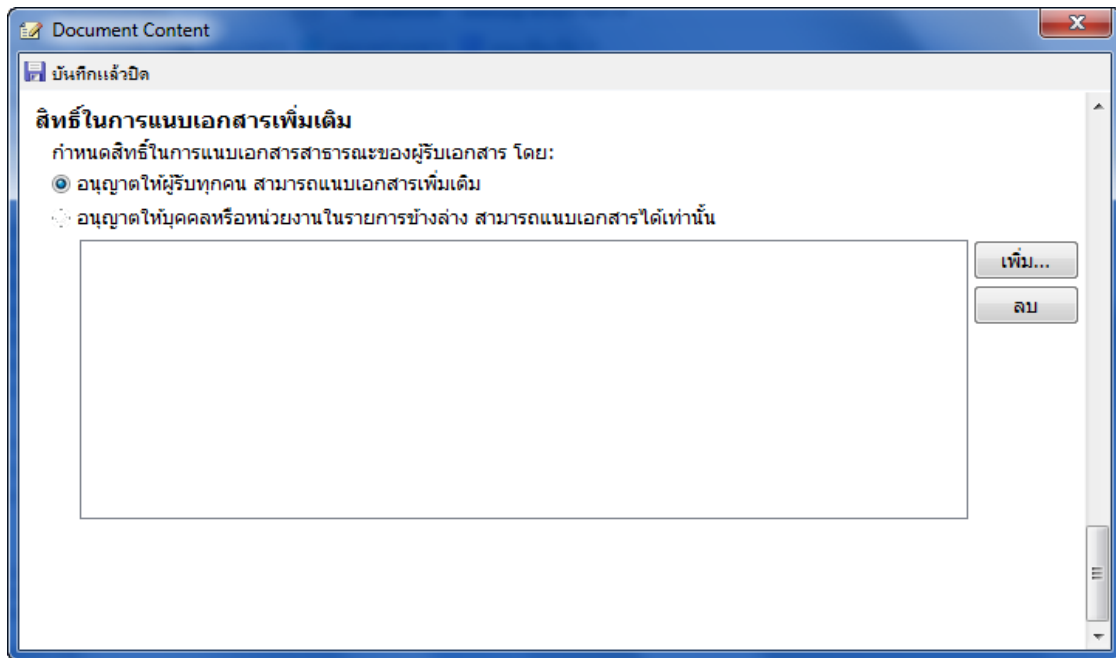 Document Content
บันทึกแล้วปิด
สิทธิ์ในการแนบเอกสารเพิ่มเติม
กำหนดสิทธิ์ในการแนบเอกสารสาธารณะของผู้รับเอกสาร โดย:
อนุญาตให้ผู้รับทุกคน สามารถแนบเอกสารเพิ่มเติม
อนุญาตให้บุคคลหรือหน่วยงานในรายการข้างล่าง สามารถแนบเอกสารได้เท่านั้น
เพิ่ม...
ลบ